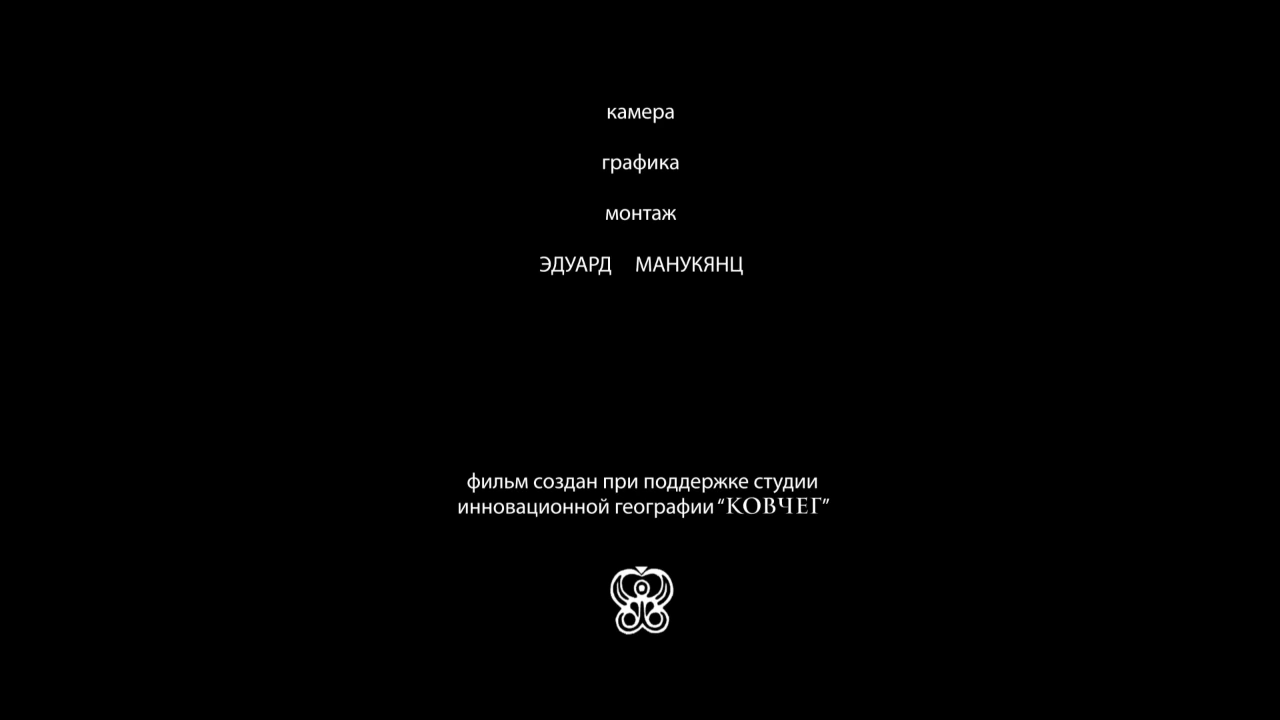 камера
графика
монтаж
ЭДУАРД МАНУКЯНЦ
фильм создан при поддержке студии
инновационной географии “КОВЧЕГ”